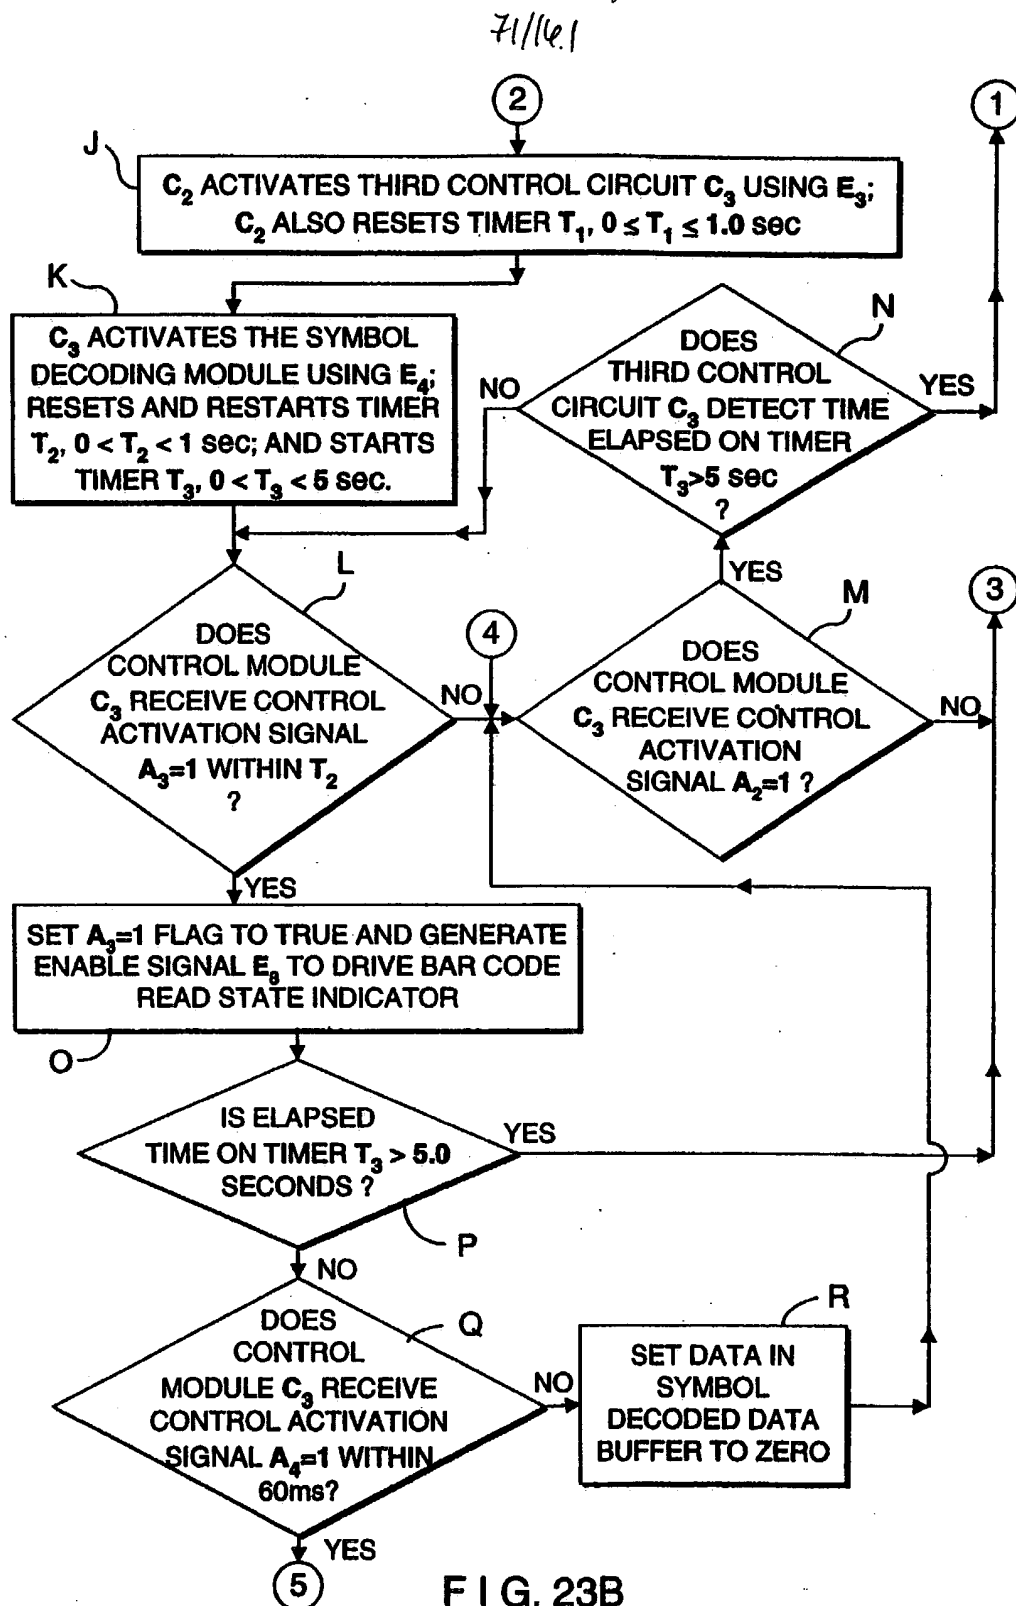 71/161
2
1
J
C2 ACTIVATES THIRD CONTROL CIRCUIT C3 USING E3;
C2 ALSO RESETS TIMER T1, 0 ≤ T1 ≤ 1.0 sec
K
C3 ACTIVATES THE SYMBOL
DECODING MODULE USING E4;
RESETS AND RESTARTS TIMER
T2, 0 < T2 < 1 sec; AND STARTS
TIMER T3, 0 < T3 < 5 sec.
N
DOES
THIRD CONTROL
CIRCUIT C3 DETECT TIME
ELAPSED ON TIMER
T3>5 sec
?
NO
YES
L
DOES
CONTROL MODULE
C3 RECEIVE CONTROL
ACTIVATION SIGNAL
A3=1 WITHIN T2
?
NO
YES
4
YES
M
3
DOES
CONTROL MODULE
C3 RECEIVE CONTROL
ACTIVATION
SIGNAL A2=1 ?
NO
SET A3=1 FLAG TO TRUE AND GENERATE
ENABLE SIGNAL E8 TO DRIVE BAR CODE
READ STATE INDICATOR
O
IS ELAPSED
TIME ON TIMER T3 > 5.0
SECONDS ?
YES
P
NO
DOES
CONTROL
MODULE C3 RECEIVE
CONTROL ACTIVATION
SIGNAL A4=1 WITHIN
60ms?
Q
NO
R
SET DATA IN
SYMBOL
DECODED DATA
BUFFER TO ZERO
YES
5
FIG. 23B